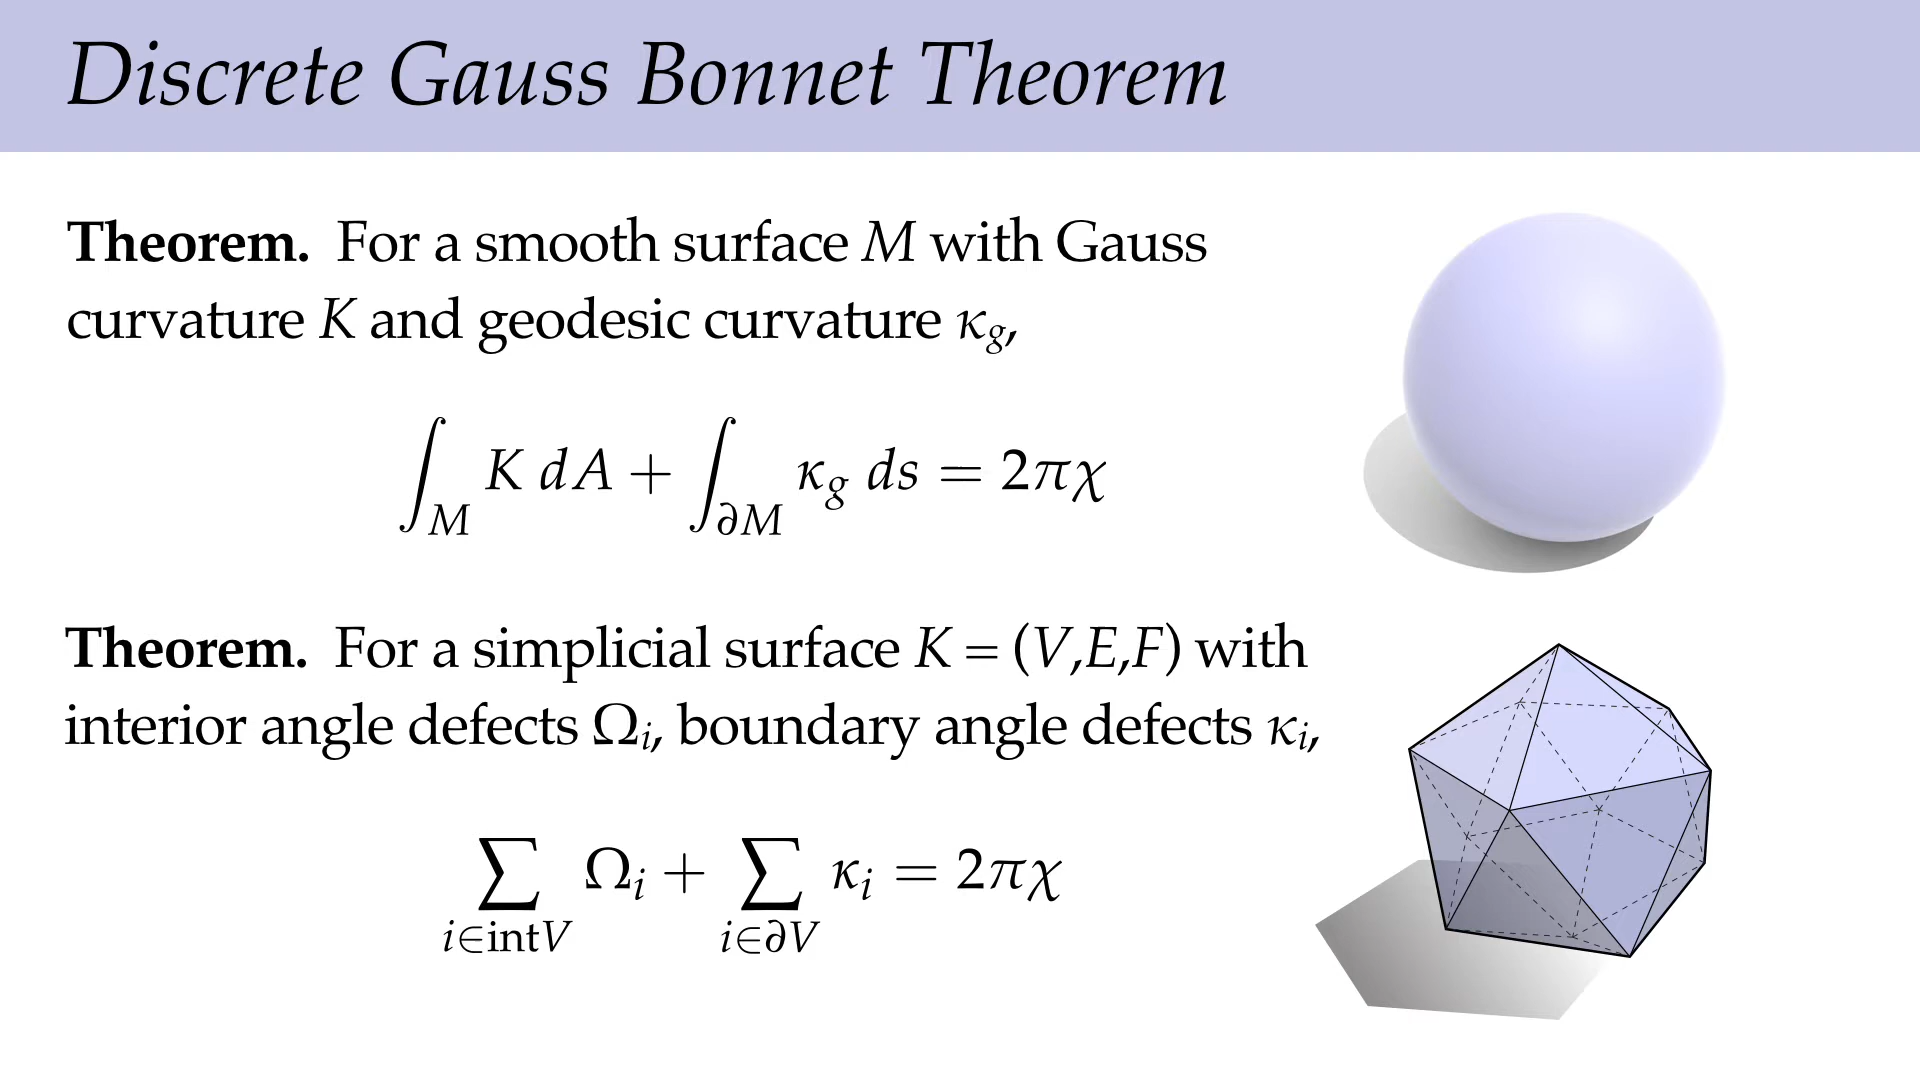 Discrete Gauss Bonnet Theorem
Theorem. For a smooth surface M with Gauss
curvature K and geodesic curvature κ_g,
∫_M K dA + ∫_∂M κ_g ds = 2πχ
Theorem. For a simplicial surface K = (V,E,F) with
interior angle defects Ω_i, boundary angle defects κ_i,
∑_{i∈intV} Ω_i + ∑_{i∈∂V} κ_i = 2πχ